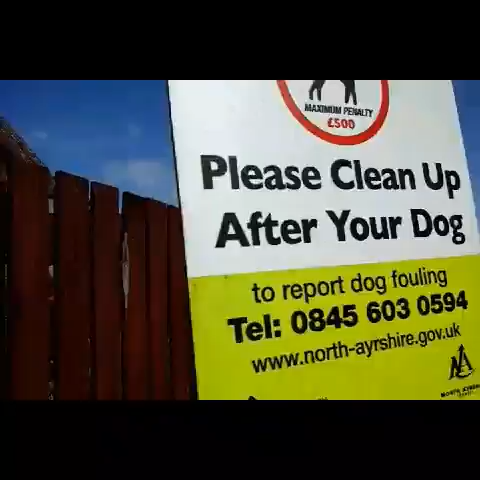 MAXIMUM PENALTY
£500
Please Clean Up
After Your Dog
to report dog fouling
Tel: 0845 603 0594
www.north-ayrshire.gov.uk
NORTH